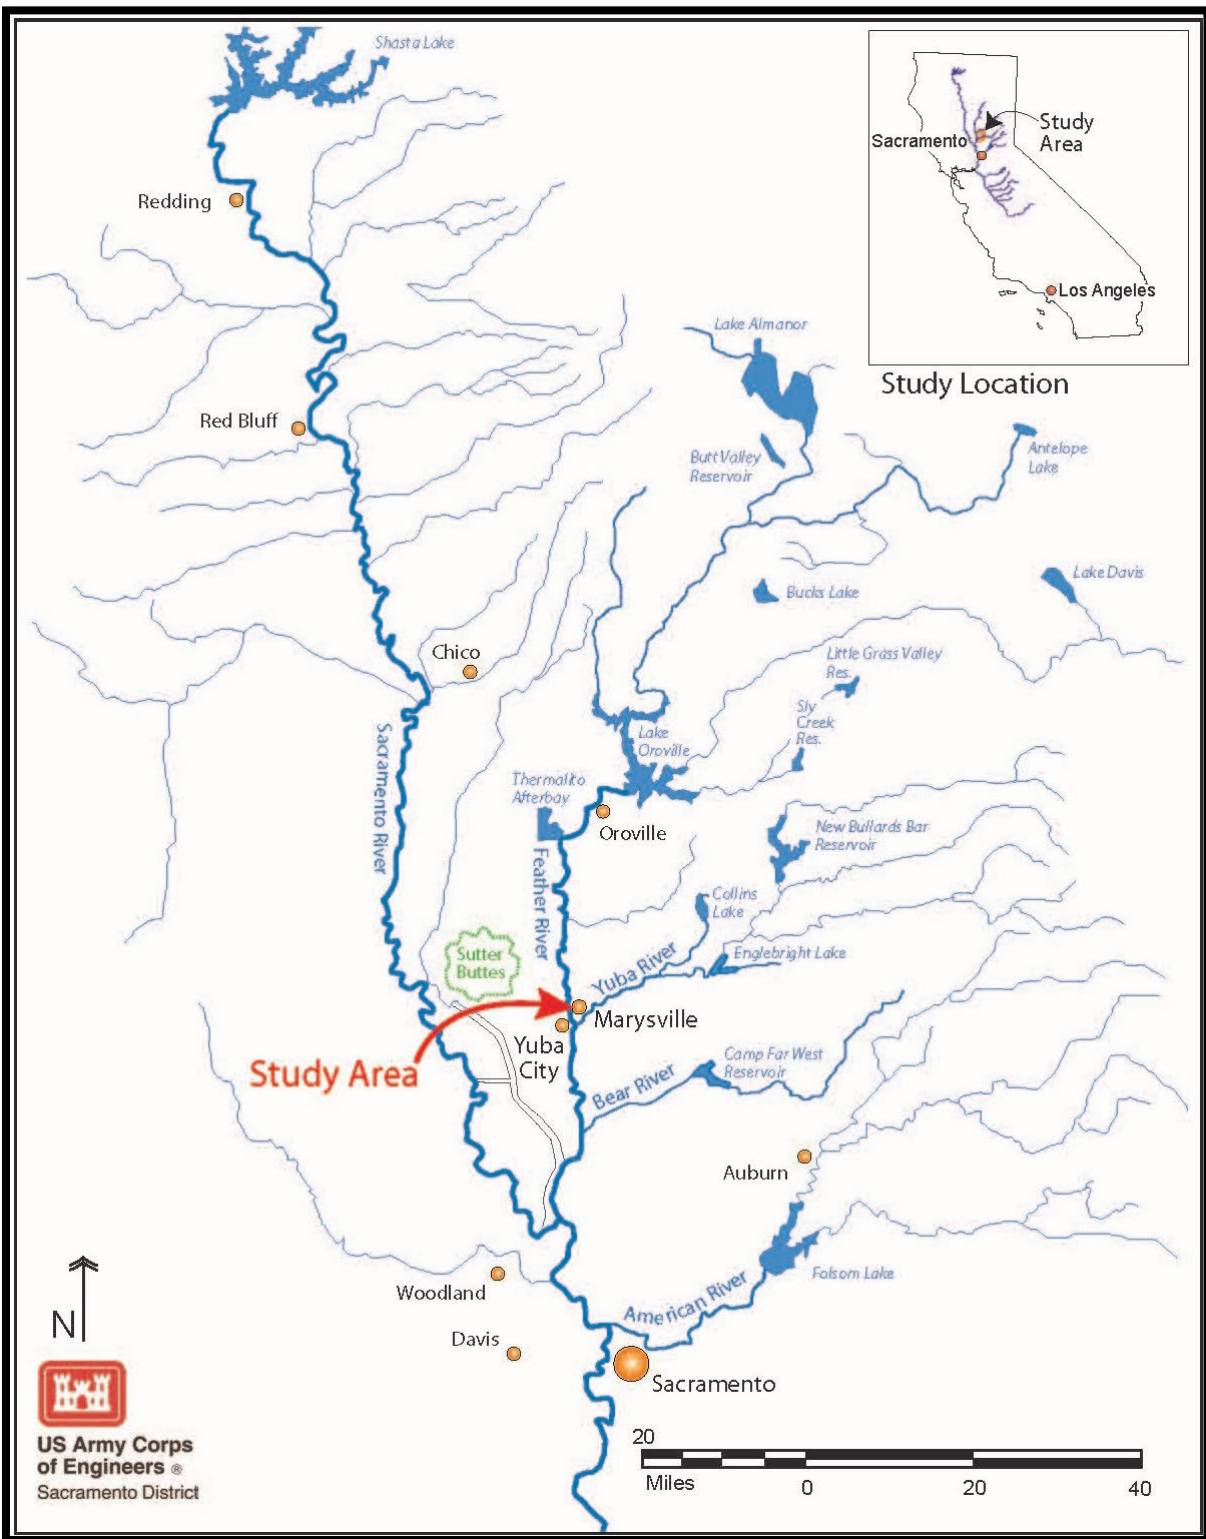 Shasta Lake
Sacramento
Study
Area
Los Angeles
Study Location
Redding
Lake Almanor
Red Bluff
Butt Valley
Reservoir
Antelope
Lake
Bucks Lake
Lake Davis
Chico
Little Grass Valley
Res.
Sly
Creek
Res.
Sacramento River
Lake
Oroville
Thermalito
Afterbay
Oroville
New Bullards Bar
Reservoir
Feather River
Collins
Lake
Sutter
Buttes
Yuba River
Englebright Lake
Marysville
Yuba
City
Study Area
Camp Far West
Reservoir
Bear River
Auburn
Folsom Lake
Woodland
American River
Davis
Sacramento
N
US Army Corps
of Engineers ®
Sacramento District
20
Miles
0
20
40